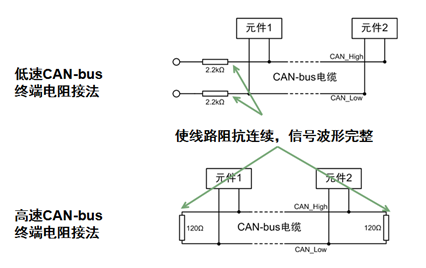 元件1
元件2
CAN_High
低速CAN-bus
终端电阻接法
2.2kΩ
CAN-bus电缆
2.2kΩ
CAN_Low
使线路阻抗连续，信号波形完整
元件1
元件2
CAN_High
高速CAN-bus
终端电阻接法
120Ω
CAN-bus电缆
120Ω
CAN_Low